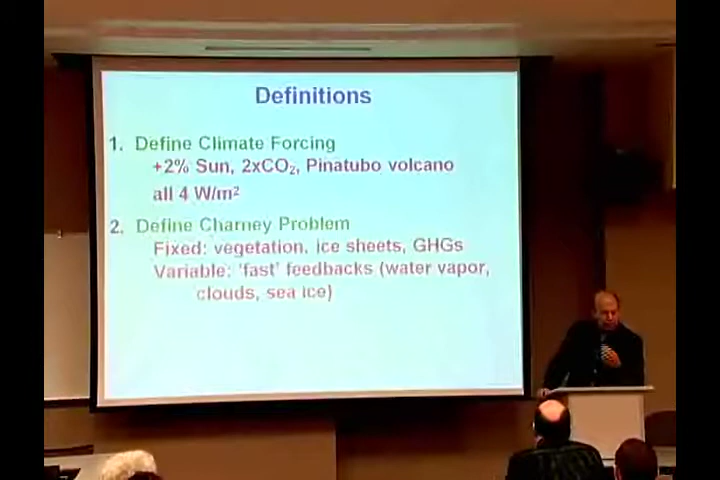 Definitions
1. Define Climate Forcing
+2% Sun, 2xCO₂, Pinatubo volcano
all 4 W/m²
2. Define Charney Problem
Fixed: vegetation, ice sheets, GHGs
Variable: 'fast' feedbacks (water vapor,
clouds, sea ice)